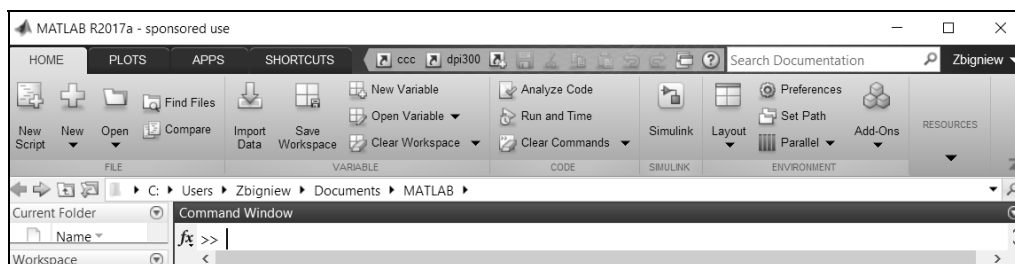 MATLAB R2017a - sponsored use
HOME PLOTS APPS SHORTCUTS ccc dpi300 Search Documentation Zbigniew
New Script New Open Find Files Compare Import Data Save Workspace New Variable Open Variable Clear Workspace Analyze Code Run and Time Clear Commands Simulink Layout Preferences Set Path Parallel Add-Ons RESOURCES
FILE VARIABLE CODE SIMULINK ENVIRONMENT
C: Users Zbigniew Documents MATLAB
Current Folder Command Window
Name fx >>
Workspace